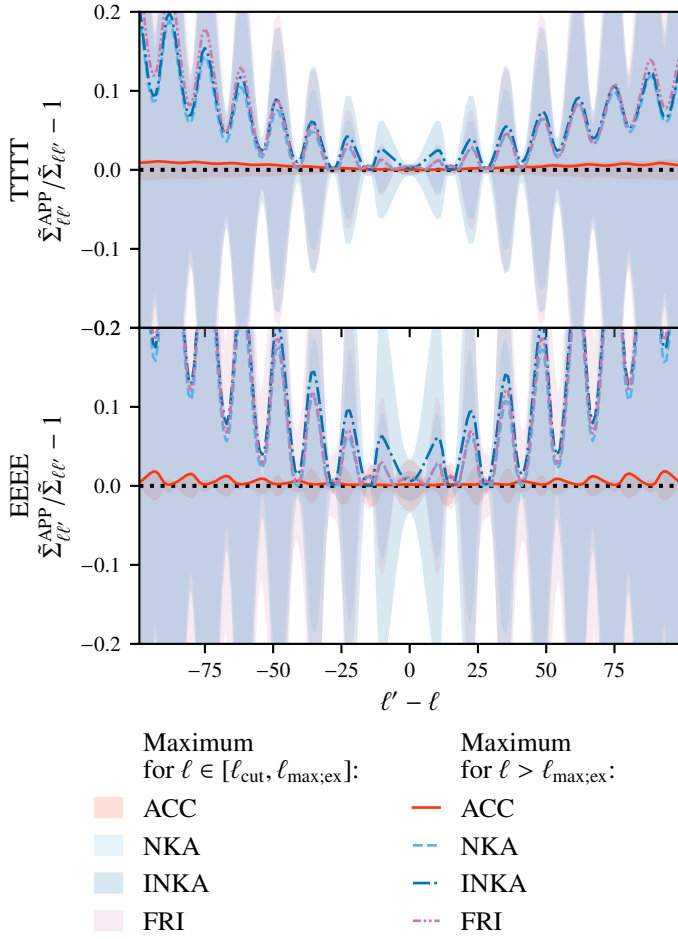 TTTT
Σ̃^APP_ℓℓ′/Σ̃_ℓℓ′ − 1
0.2
0.1
0.0
−0.1
−0.2
EEEE
Σ̃^APP_ℓℓ′/Σ̃_ℓℓ′ − 1
0.2
0.1
0.0
−0.1
−0.2
−75 −50 −25 0 25 50 75
ℓ′ − ℓ
Maximum
for ℓ ∈ [ℓ_cut, ℓ_max;ex]:
ACC
NKA
INKA
FRI
Maximum
for ℓ > ℓ_max;ex:
ACC
NKA
INKA
FRI